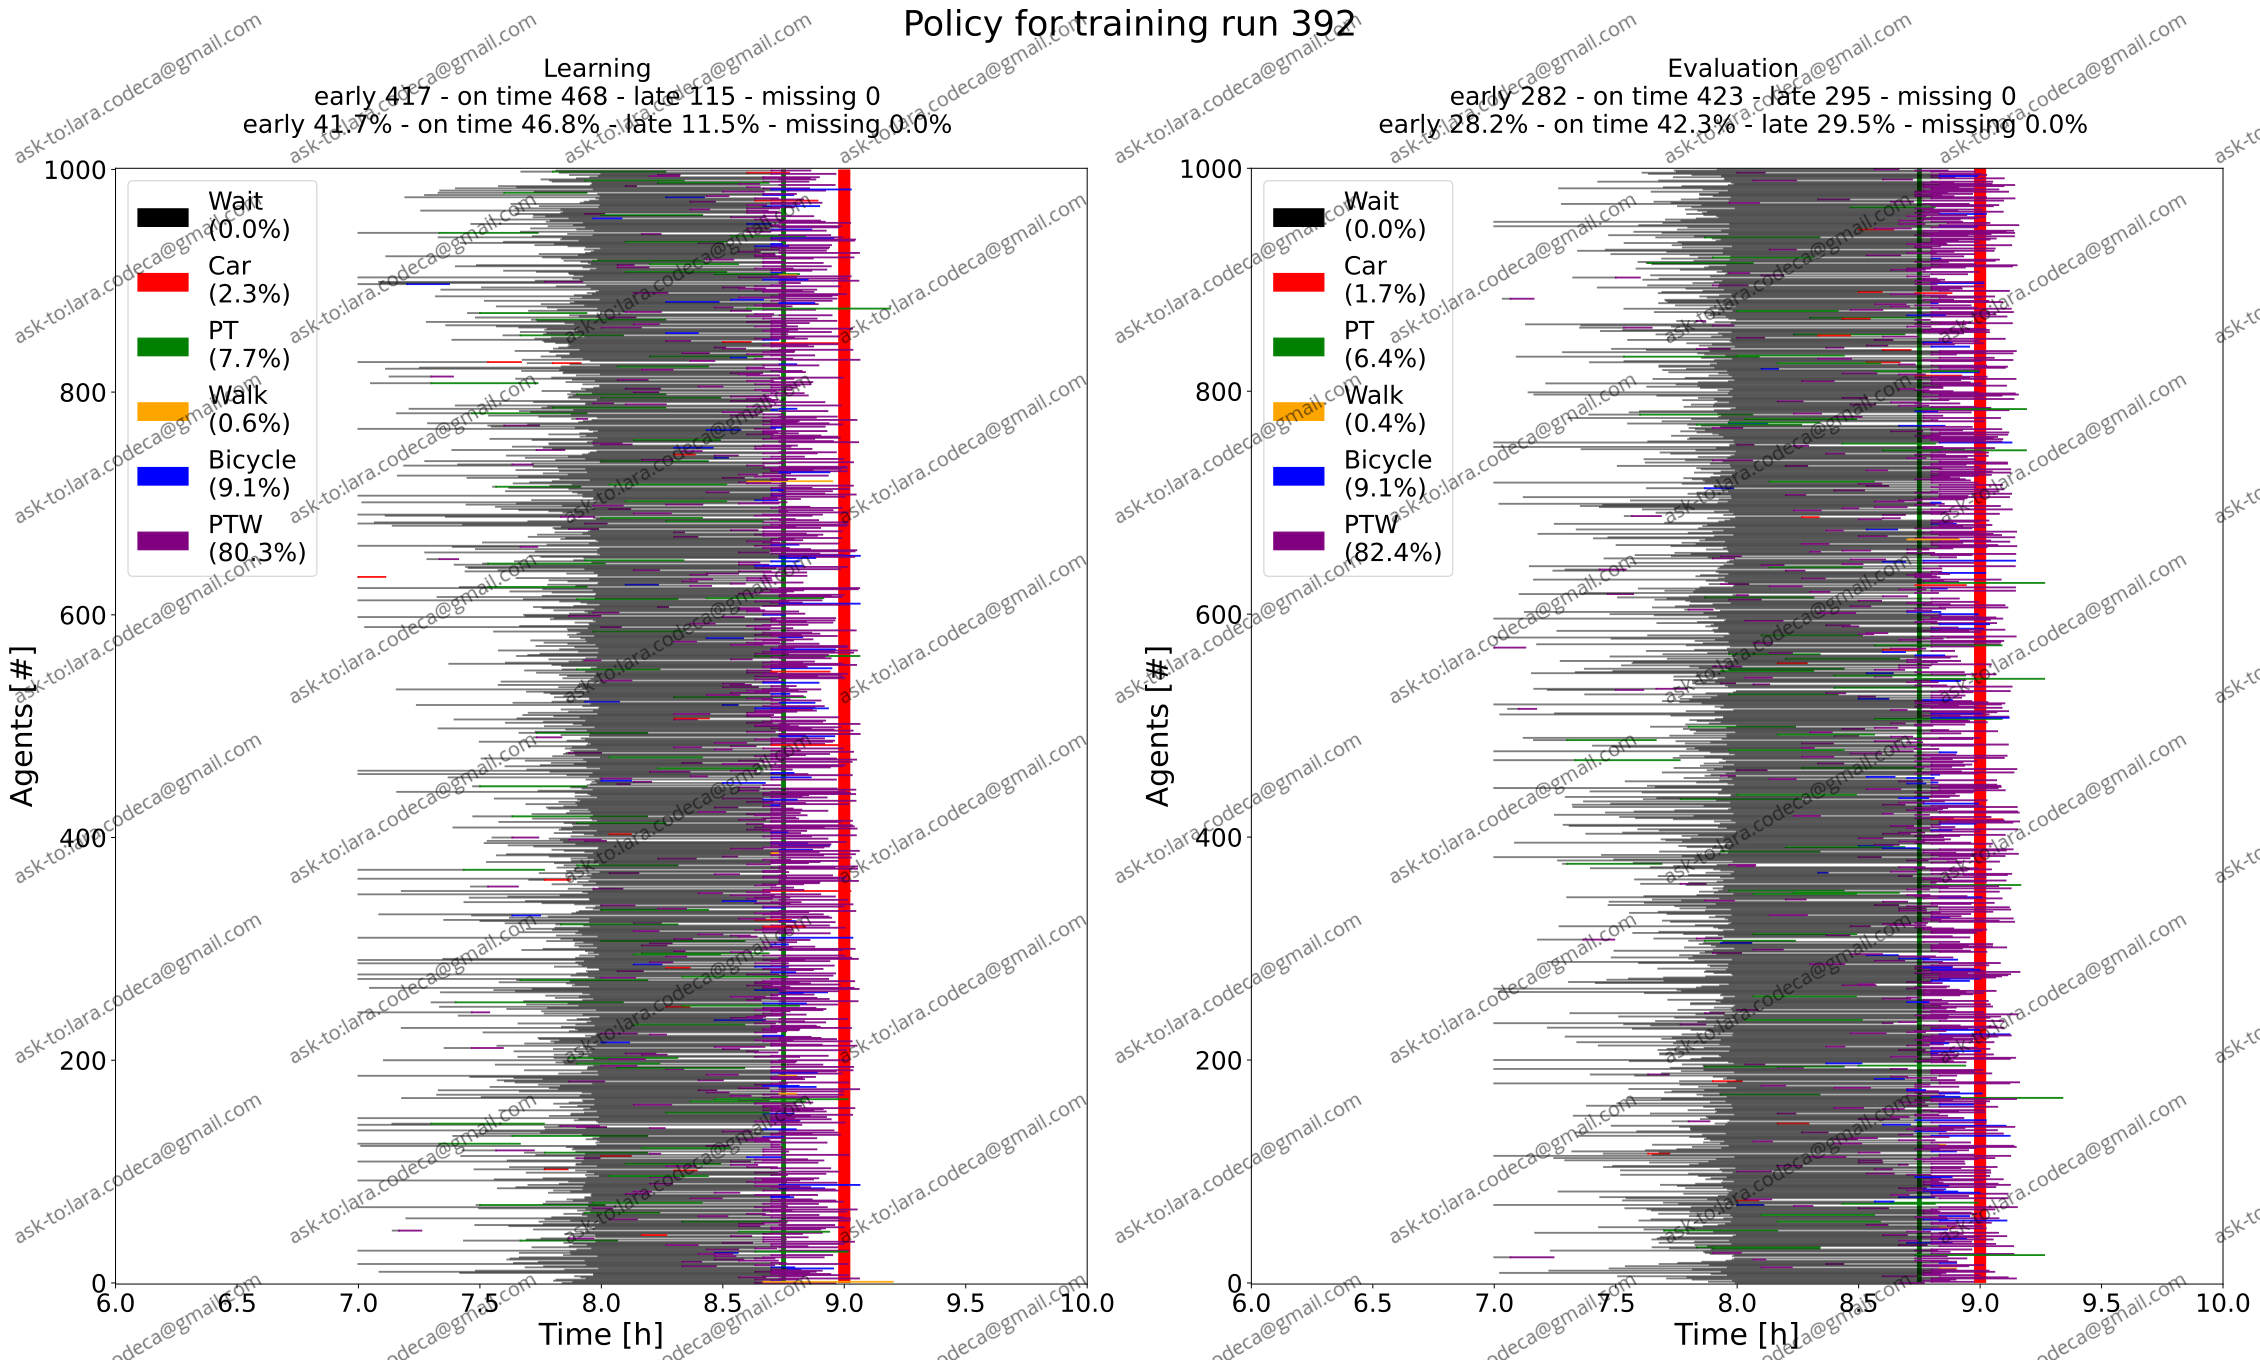 Policy for training run 392
Learning
early 417 - on time 468 - late 115 - missing 0
early 41.7% - on time 46.8% - late 11.5% - missing 0.0%
Evaluation
early 282 - on time 423 - late 295 - missing 0
early 28.2% - on time 42.3% - late 29.5% - missing 0.0%
Agents [#]
1000
800
600
400
200
0
Wait
(0.0%)
Car
(2.3%)
PT
(7.7%)
Walk
(0.6%)
Bicycle
(9.1%)
PTW
(80.3%)
6.0 6.5 7.0 7.5 8.0 8.5 9.0 9.5 10.0
Time [h]
Agents [#]
1000
800
600
400
200
0
Wait
(0.0%)
Car
(1.7%)
PT
(6.4%)
Walk
(0.4%)
Bicycle
(9.1%)
PTW
(82.4%)
6.0 6.5 7.0 7.5 8.0 8.5 9.0 9.5 10.0
Time [h]
ask-to:lara.codeca@gmail.com